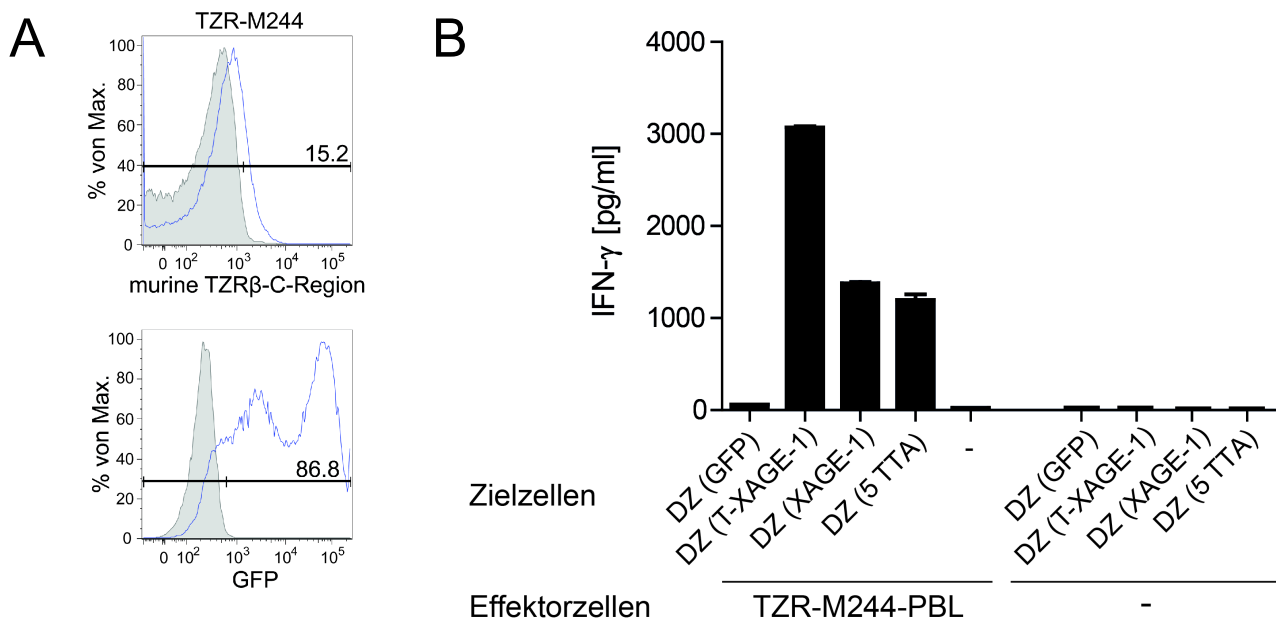 A
TZR-M244
100
80
60
40
20
0
% von Max.
15.2
0 10² 10³ 10⁴ 10⁵
murine TZRβ-C-Region
100
80
60
40
20
0
% von Max.
86.8
0 10² 10³ 10⁴ 10⁵
GFP
B
4000
3000
2000
1000
0
IFN-γ [pg/ml]
Zielzellen
DZ (GFP)
DZ (T-XAGE-1)
DZ (XAGE-1)
DZ (5 TTA)
-
DZ (GFP)
DZ (T-XAGE-1)
DZ (XAGE-1)
DZ (5 TTA)
Effektorzellen TZR-M244-PBL -